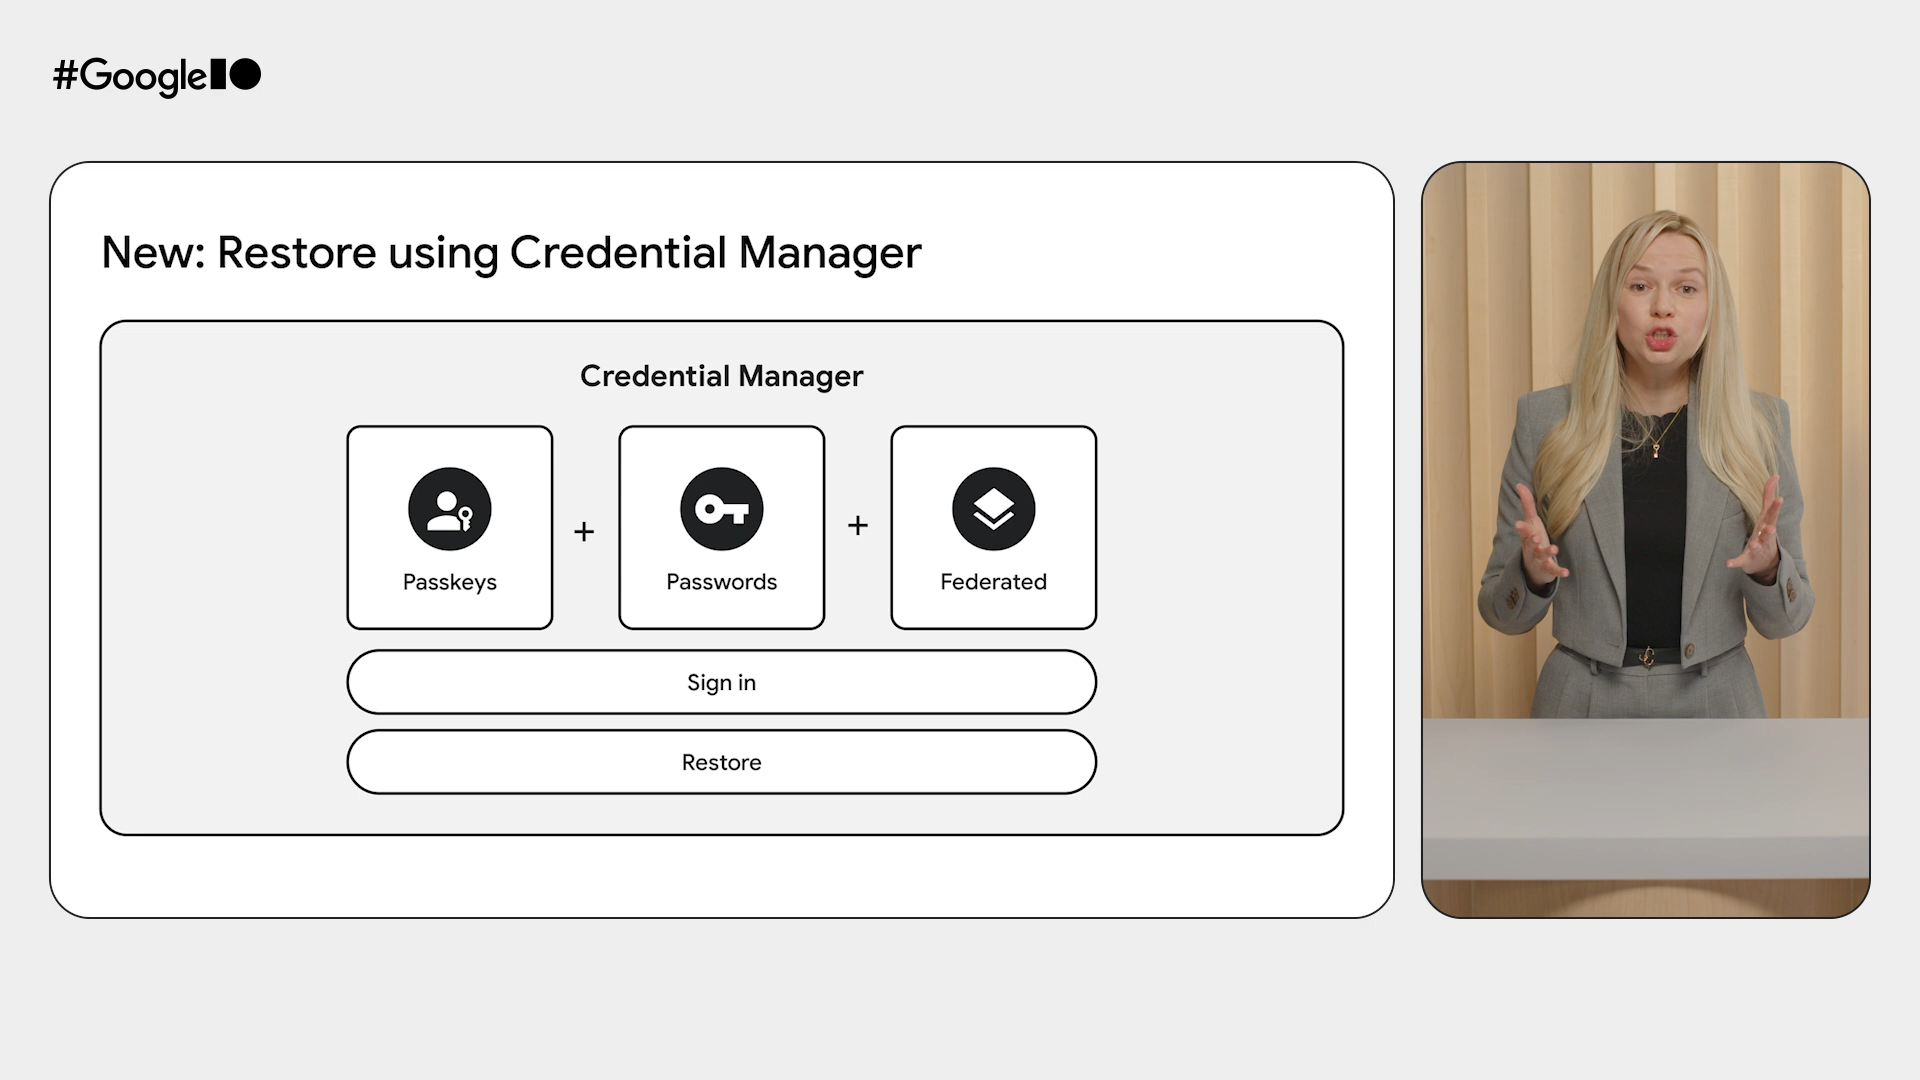 #GoogleIO
New: Restore using Credential Manager
Credential Manager
Passkeys + Passwords + Federated
Sign in
Restore